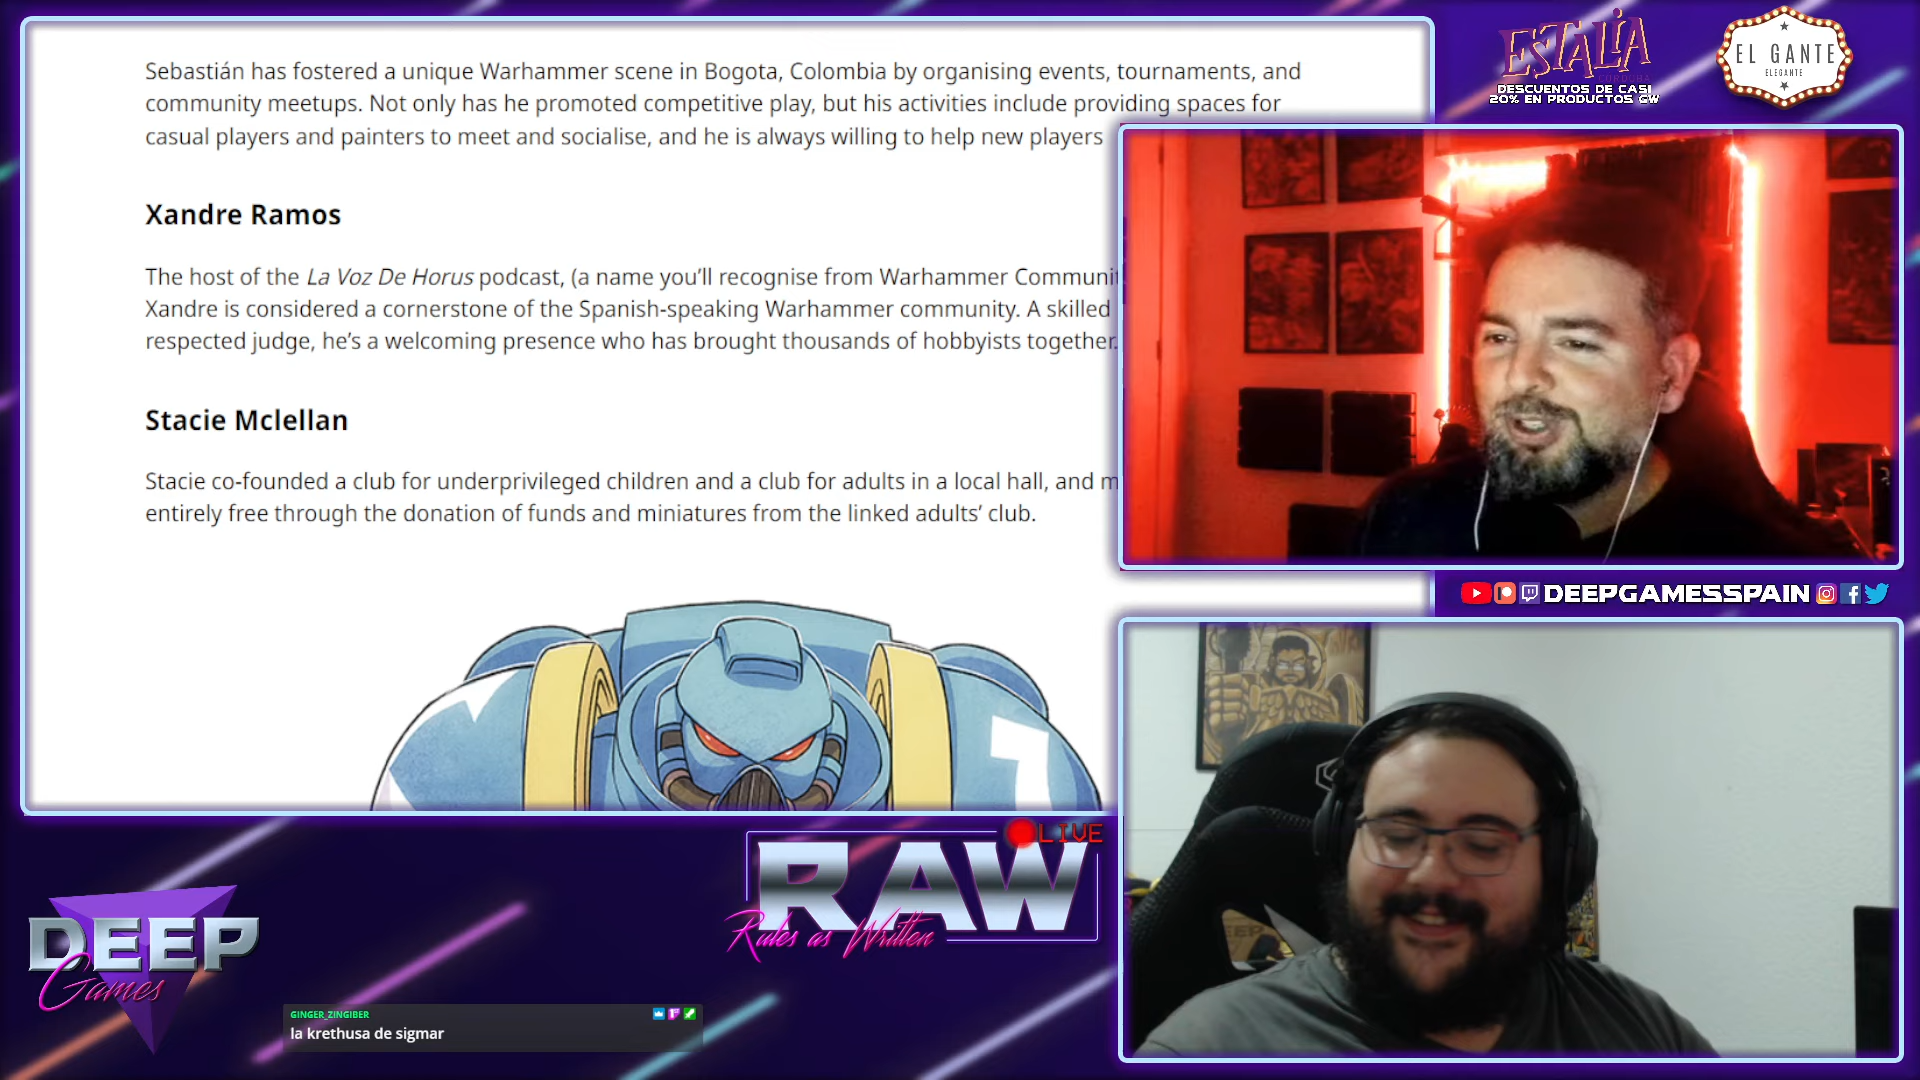 Sebastián has fostered a unique Warhammer scene in Bogota, Colombia by organising events, tournaments, and
community meetups. Not only has he promoted competitive play, but his activities include providing spaces for
casual players and painters to meet and socialise, and he is always willing to help new players
Xandre Ramos
The host of the La Voz De Horus podcast, (a name you’ll recognise from Warhammer
Xandre is considered a cornerstone of the Spanish-speaking Warhammer community. A skilled
respected judge, he’s a welcoming presence who has brought thousands of hobbyists together.
Stacie Mclellan
Stacie co-founded a club for underprivileged children and a club for adults in a local hall, and
entirely free through the donation of funds and miniatures from the linked adults’ club.
ESTALIA
CÓRDOBA
DESCUENTOS DE CASI
20% EN PRODUCTOS GW
EL GANTE
ELEGANTE
DEEPGAMESSPAIN
LIVE
RAW
Rules as Written
DEEP
Games
GINGER_ZINGIBER
la krethusa de sigmar